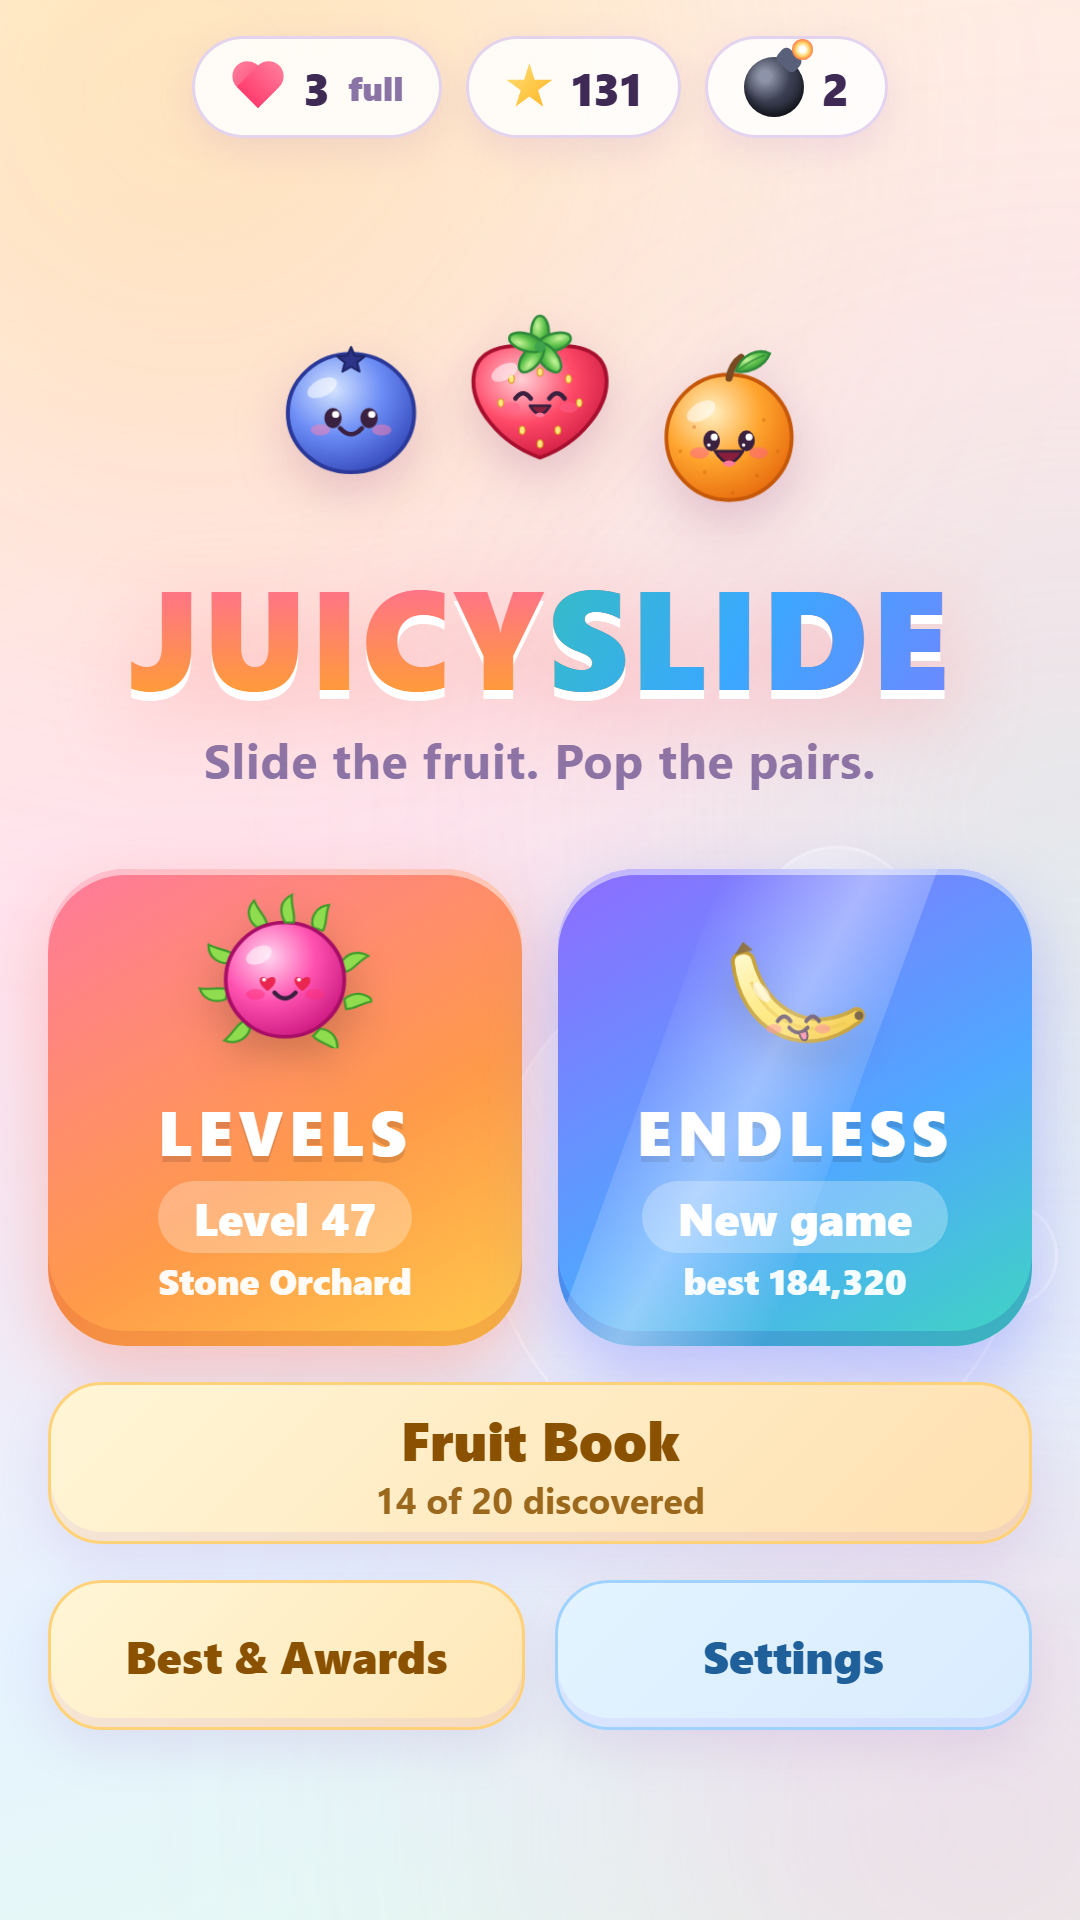 3 full
131
2
JUICYSLIDE
Slide the fruit. Pop the pairs.
LEVELS
Level 47
Stone Orchard
ENDLESS
New game
best 184,320
Fruit Book
14 of 20 discovered
Best & Awards
Settings